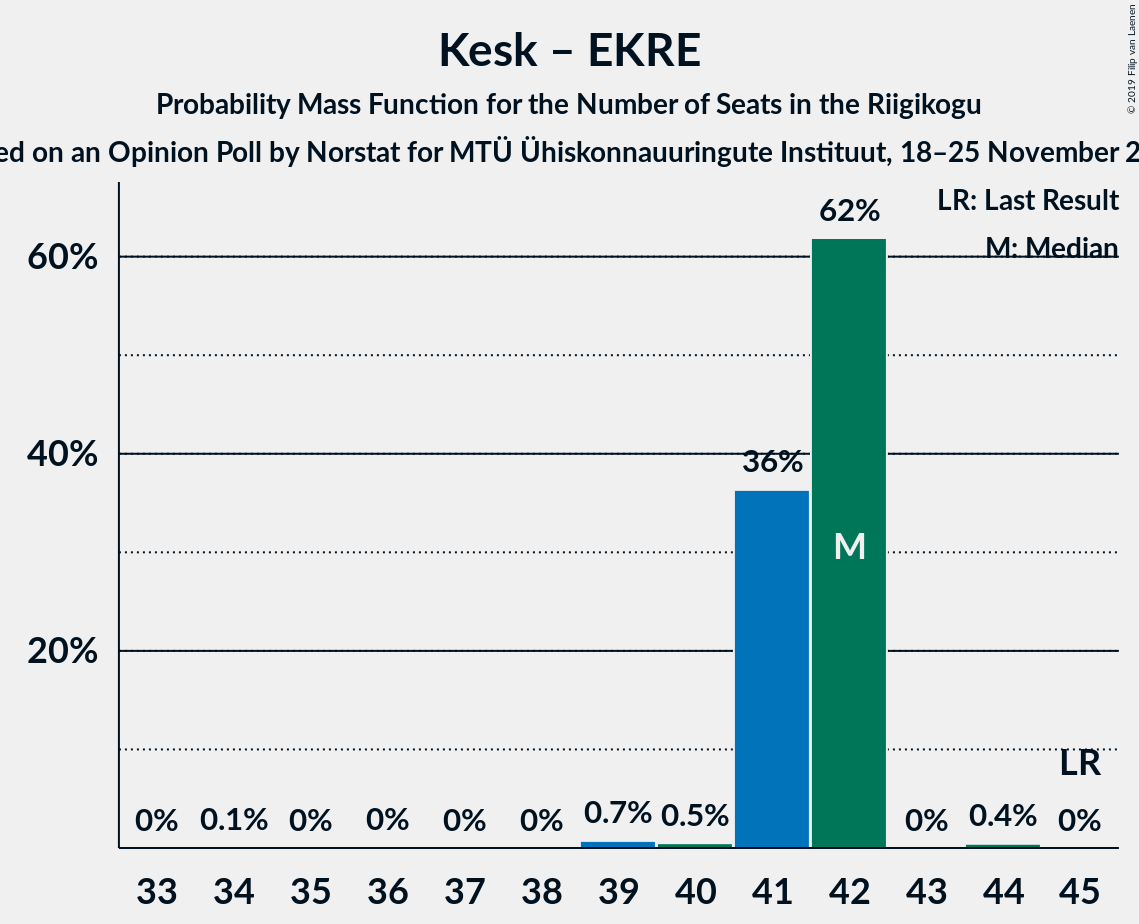 Kesk – EKRE
Probability Mass Function for the Number of Seats in the Riigikogu
on an Opinion Poll by Norstat for MTÜ Ühiskonnauuringute Instituut, 18–25 November
© 2019 Filip van Laenen
LR: Last Result
M: Median
60%
40%
20%
62%
36%
M
LR
0% 0.1% 0% 0% 0% 0% 0.7% 0.5% 0% 0.4% 0%
33 34 35 36 37 38 39 40 41 42 43 44 45